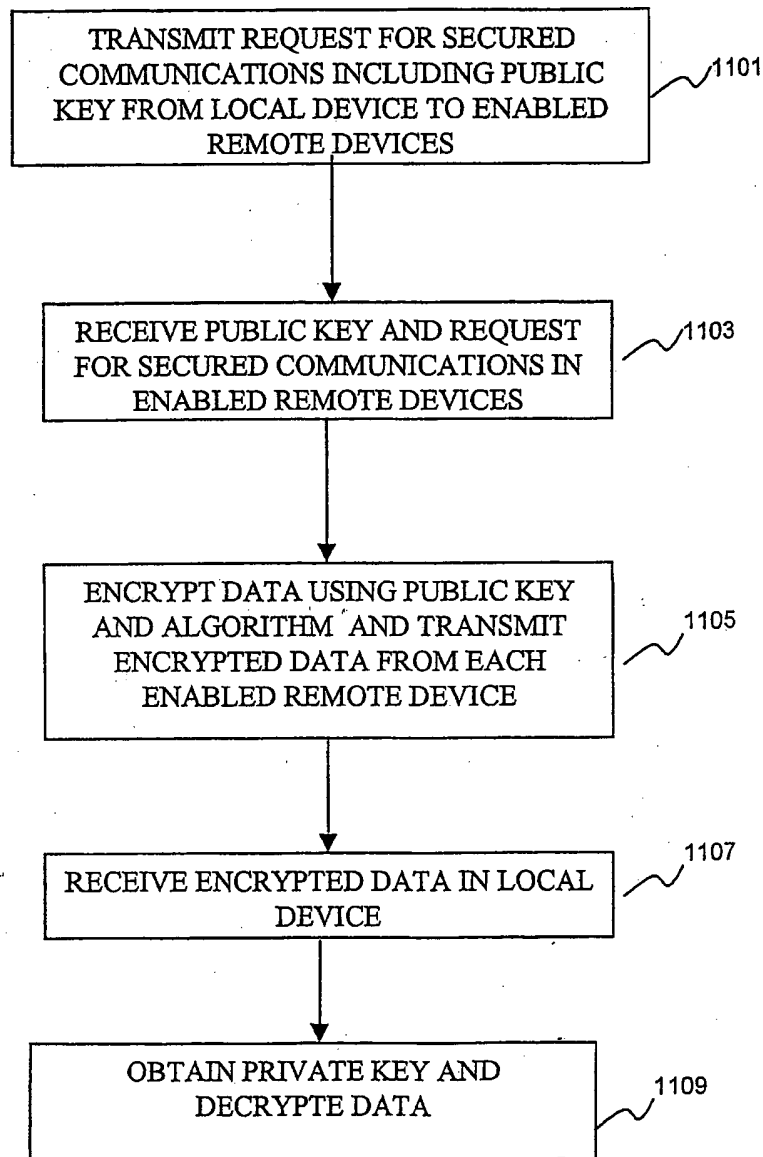 TRANSMIT REQUEST FOR SECURED
COMMUNICATIONS INCLUDING PUBLIC
KEY FROM LOCAL DEVICE TO ENABLED
REMOTE DEVICES
1101
RECEIVE PUBLIC KEY AND REQUEST
FOR SECURED COMMUNICATIONS IN
ENABLED REMOTE DEVICES
1103
ENCRYPT DATA USING PUBLIC KEY
AND ALGORITHM AND TRANSMIT
ENCRYPTED DATA FROM EACH
ENABLED REMOTE DEVICE
1105
RECEIVE ENCRYPTED DATA IN LOCAL
DEVICE
1107
OBTAIN PRIVATE KEY AND
DECRYPTE DATA
1109